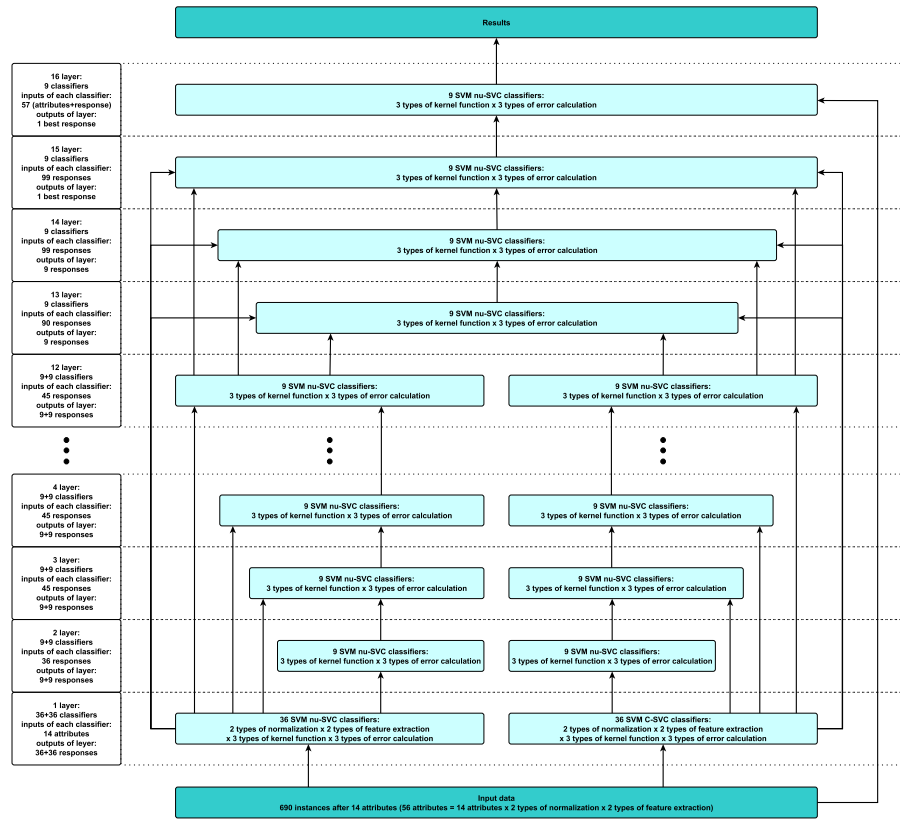 Results
16 layer:
9 classifiers
inputs of each classifier:
57 (attributes+response)
outputs of layer:
1 best response
9 SVM nu-SVC classifiers:
3 types of kernel function x 3 types of error calculation
15 layer:
9 classifiers
inputs of each classifier:
99 responses
outputs of layer:
1 best response
9 SVM nu-SVC classifiers:
3 types of kernel function x 3 types of error calculation
14 layer:
9 classifiers
inputs of each classifier:
99 responses
outputs of layer:
9 responses
9 SVM nu-SVC classifiers:
3 types of kernel function x 3 types of error calculation
13 layer:
9 classifiers
inputs of each classifier:
90 responses
outputs of layer:
9 responses
9 SVM nu-SVC classifiers:
3 types of kernel function x 3 types of error calculation
12 layer:
9+9 classifiers
inputs of each classifier:
45 responses
outputs of layer:
9+9 responses
9 SVM nu-SVC classifiers:
3 types of kernel function x 3 types of error calculation
9 SVM nu-SVC classifiers:
3 types of kernel function x 3 types of error calculation
4 layer:
9+9 classifiers
inputs of each classifier:
45 responses
outputs of layer:
9+9 responses
9 SVM nu-SVC classifiers:
3 types of kernel function x 3 types of error calculation
9 SVM nu-SVC classifiers:
3 types of kernel function x 3 types of error calculation
3 layer:
9+9 classifiers
inputs of each classifier:
45 responses
outputs of layer:
9+9 responses
9 SVM nu-SVC classifiers:
3 types of kernel function x 3 types of error calculation
9 SVM nu-SVC classifiers:
3 types of kernel function x 3 types of error calculation
2 layer:
9+9 classifiers
inputs of each classifier:
36 responses
outputs of layer:
9+9 responses
9 SVM nu-SVC classifiers:
3 types of kernel function x 3 types of error calculation
9 SVM nu-SVC classifiers:
3 types of kernel function x 3 types of error calculation
1 layer:
36+36 classifiers
inputs of each classifier:
14 attributes
outputs of layer:
36+36 responses
36 SVM nu-SVC classifiers:
2 types of normalization x 2 types of feature extraction
x 3 types of kernel function x 3 types of error calculation
36 SVM C-SVC classifiers:
2 types of normalization x 2 types of feature extraction
x 3 types of kernel function x 3 types of error calculation
Input data
690 instances after 14 attributes (56 attributes = 14 attributes x 2 types of normalization x 2 types of feature extraction)